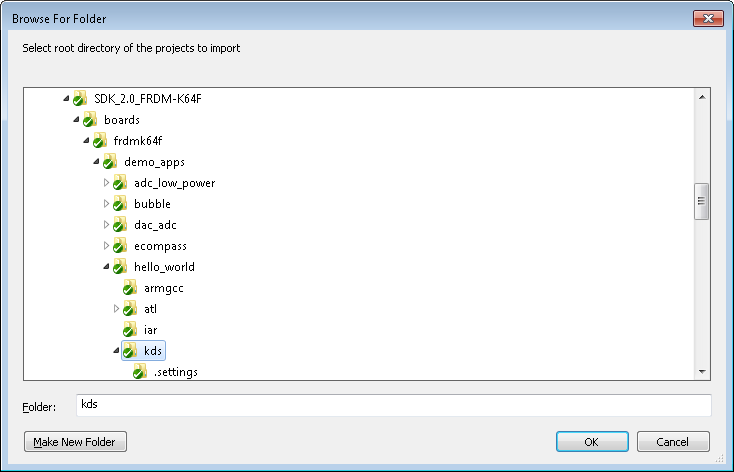 Browse For Folder
Select root directory of the projects to import
SDK_2.0_FRDM-K64F
boards
frdmk64f
demo_apps
adc_low_power
bubble
dac_adc
ecompass
hello_world
armgcc
atl
iar
kds
.settings
Folder: kds
Make New Folder OK Cancel